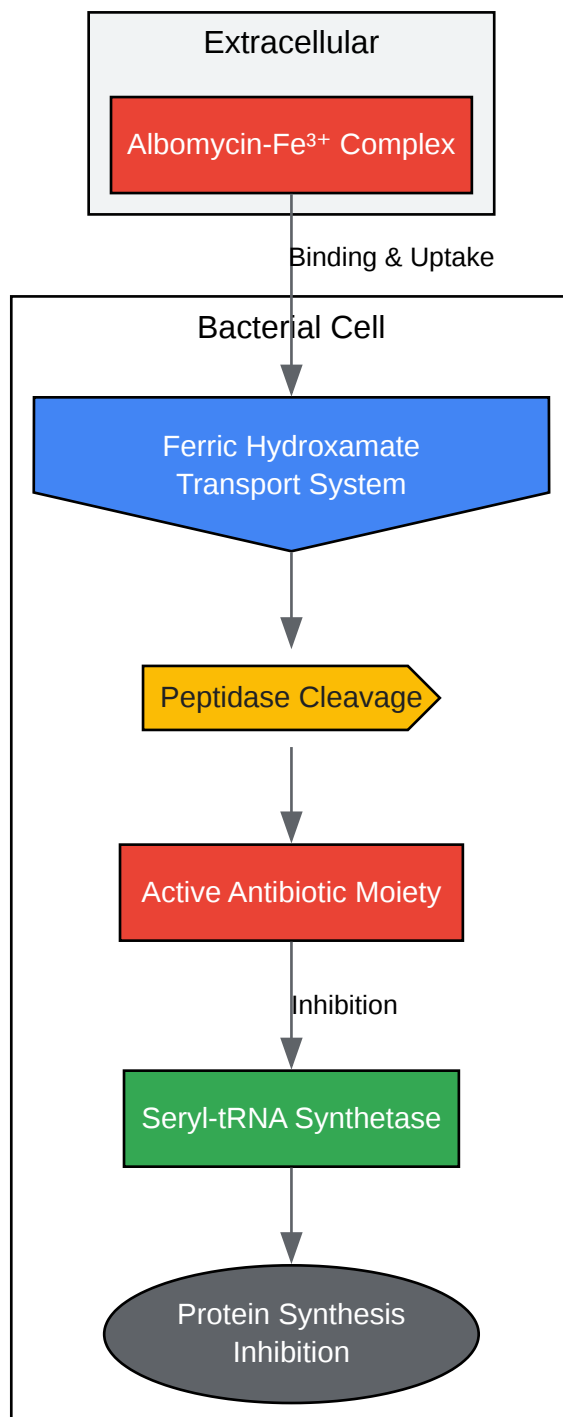 Extracellular
Albomycin-Fe³⁺ Complex
Binding & Uptake
Bacterial Cell
Ferric Hydroxamate
Transport System
Peptidase Cleavage
Active Antibiotic Moiety
Inhibition
Seryl-tRNA Synthetase
Protein Synthesis
Inhibition